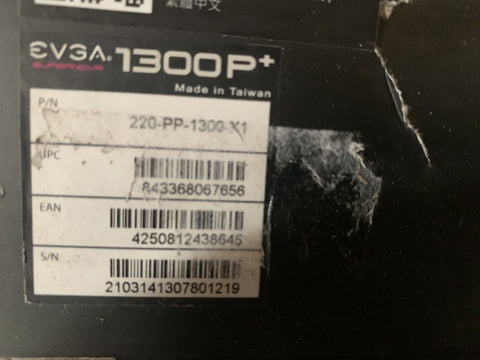 繁體中文
EVGA.
SUPERNOVA
1300P+
Made in Taiwan
P/N
220-PP-1300-X1
UPC
843368067656
EAN
4250812438645
S/N
2103141307801219